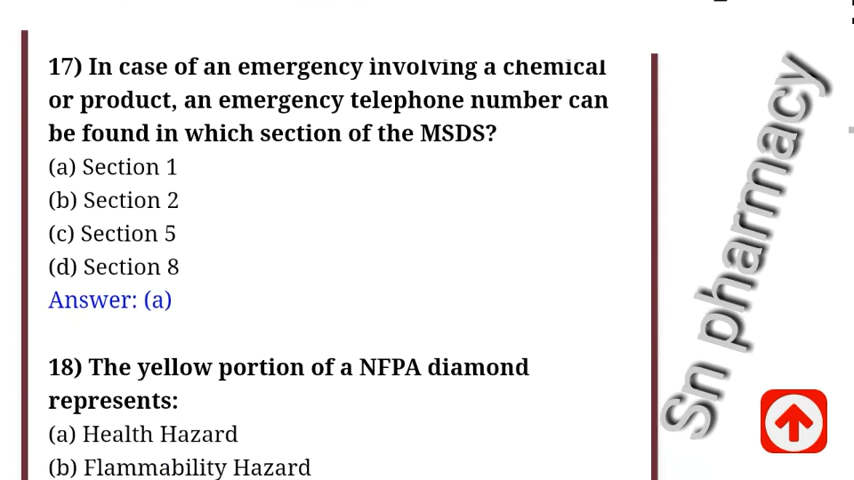 17) In case of an emergency involving a chemical
or product, an emergency telephone number can
be found in which section of the MSDS?
(a) Section 1
(b) Section 2
(c) Section 5
(d) Section 8
Answer: (a)
18) The yellow portion of a NFPA diamond
represents:
(a) Health Hazard
(b) Flammability Hazard
Sn pharmacy